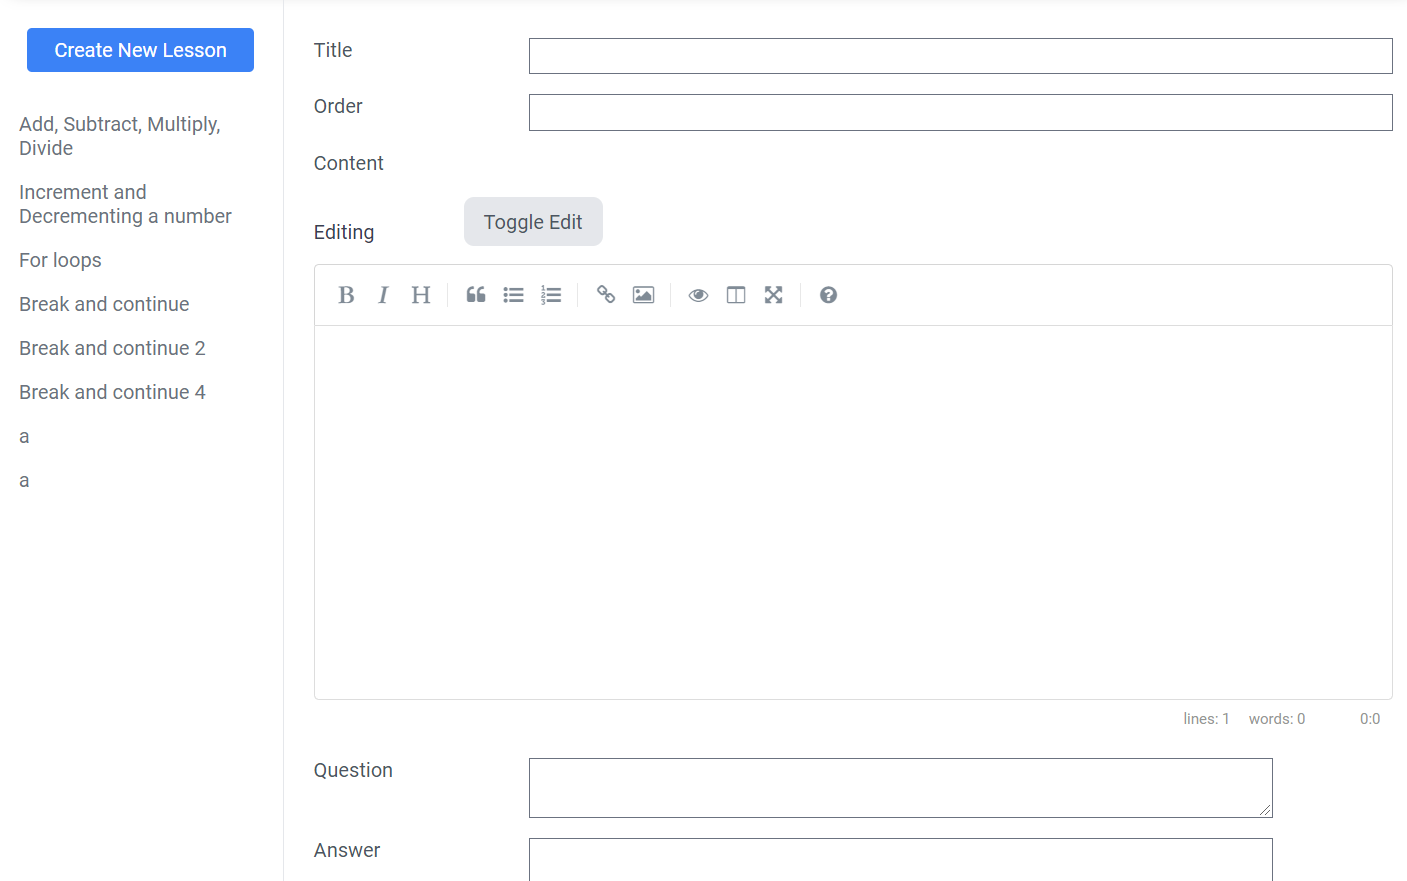 Create New Lesson
Add, Subtract, Multiply,
Divide
Increment and
Decrementing a number
For loops
Break and continue
Break and continue 2
Break and continue 4
a
a
Title
Order
Content
Editing
Toggle Edit
B I H
lines: 1 words: 0 0:0
Question
Answer